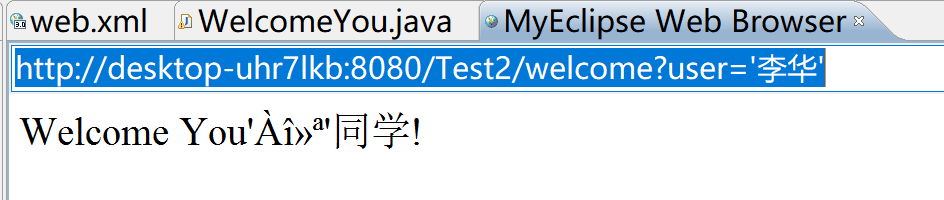 web.xml WelcomeYou.java MyEclipse Web Browser
http://desktop-uhr7lkb:8080/Test2/welcome?user='李华'
Welcome You'Àî»ª'同学!